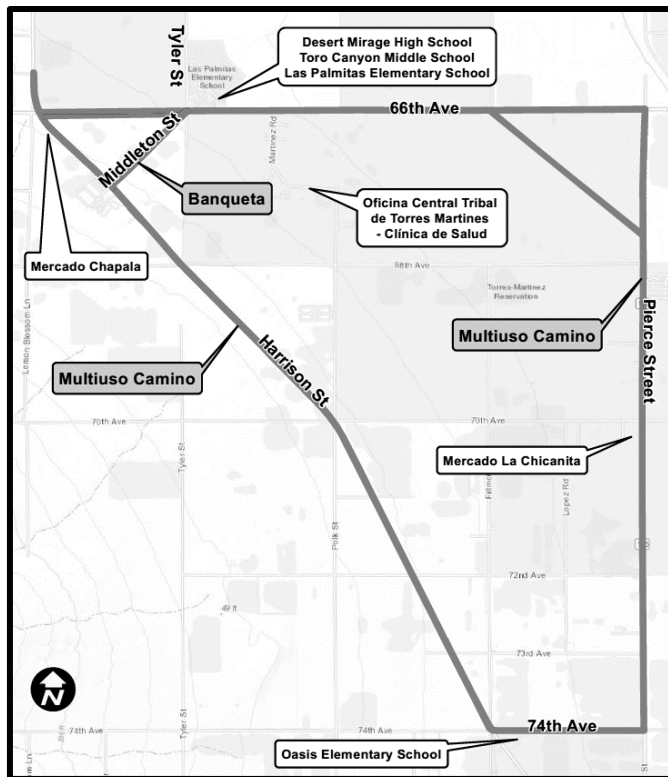 Tyler St
Desert Mirage High School
Toro Canyon Middle School
Las Palmitas Elementary School
Las Palmitas
Elementary
School
66th Ave
Middleton St
Martinez Rd
Banqueta
Oficina Central Tribal
de Torres Martines
- Clínica de Salud
Mercado Chapala
68th Ave
Torres-Martinez
Reservation
Lemon Blossom Ln
Multiuso Camino
Pierce Street
Multiuso Camino
Harrison St
70th Ave
70th Ave
Tyler St
Mercado La Chicanita
Lopez Rd
Polk St
72nd Ave
49 ft
73rd Ave
N
Tyler St
74th Ave
74th Ave
74th Ave
Oasis Elementary School